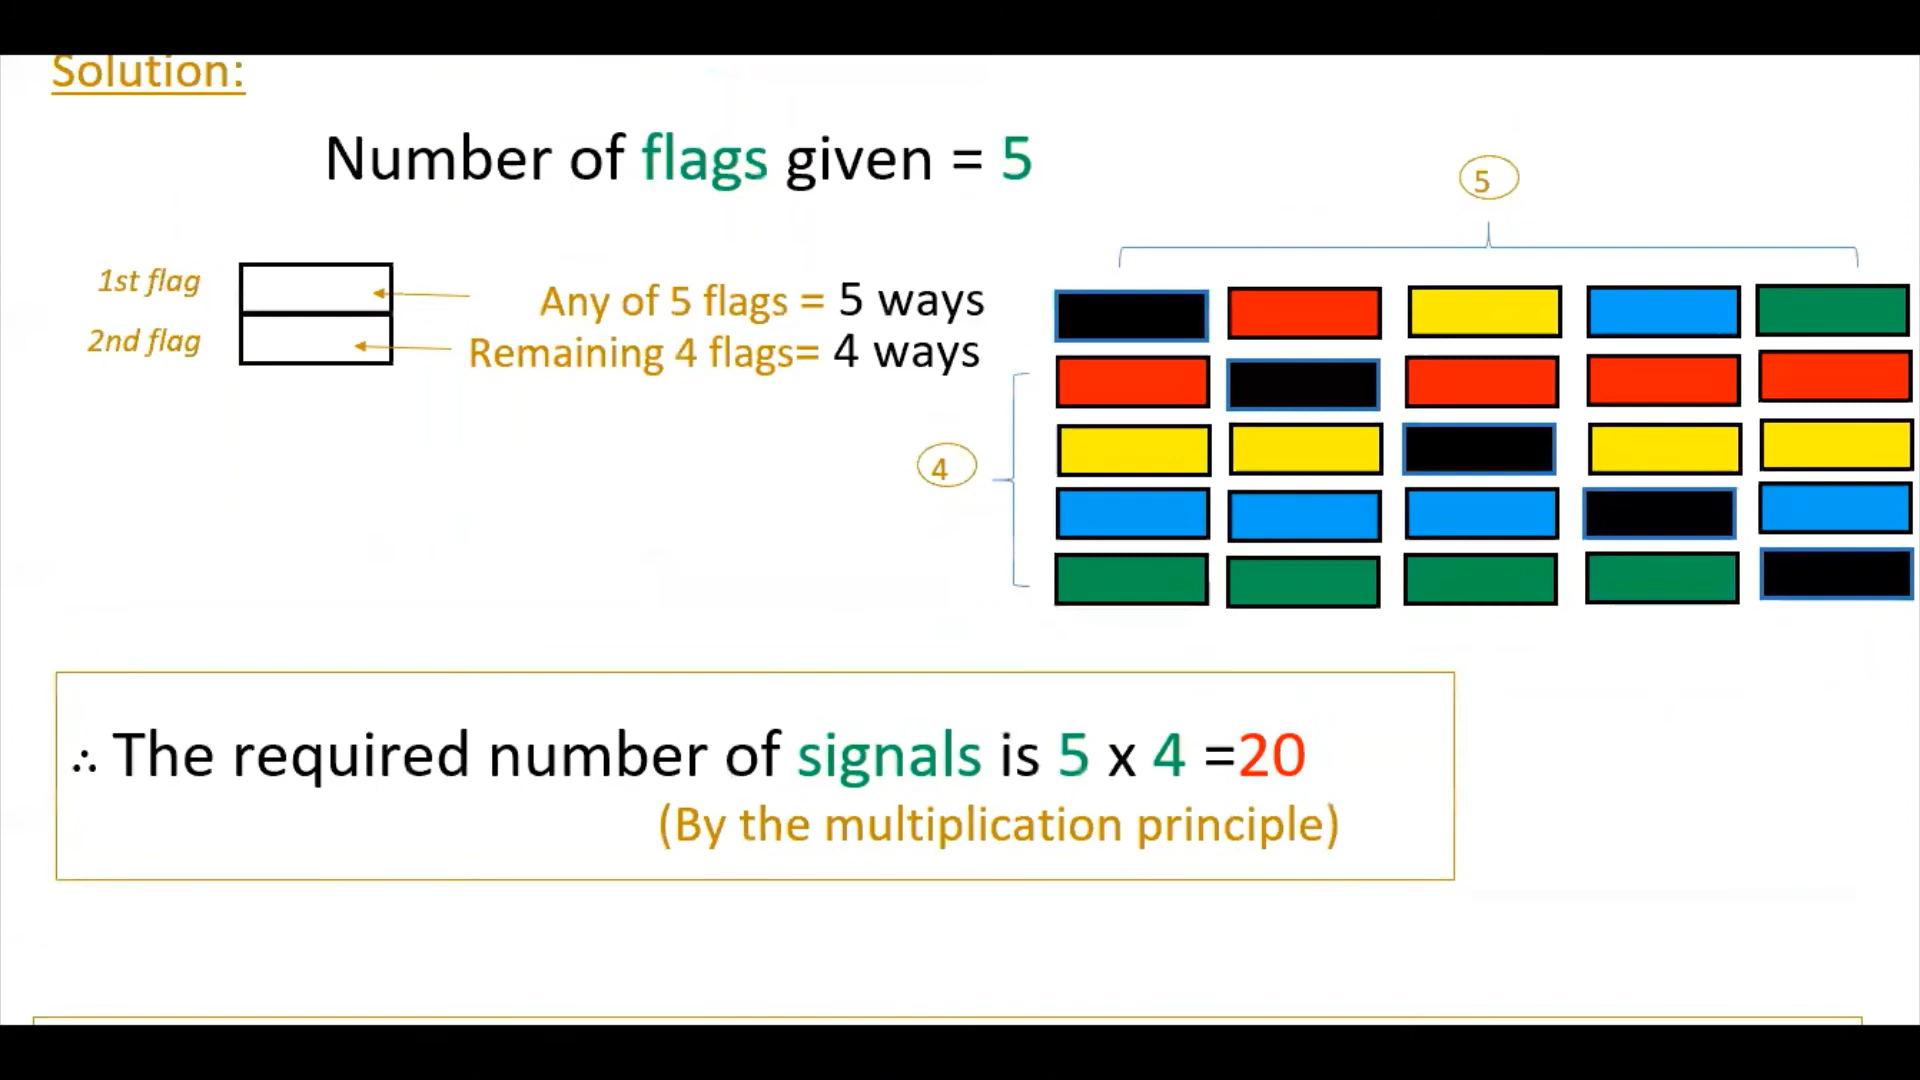 Solution:
Number of flags given = 5
5
1st flag
Any of 5 flags = 5 ways
2nd flag
Remaining 4 flags= 4 ways
4
∴ The required number of signals is 5 x 4 =20
(By the multiplication principle)